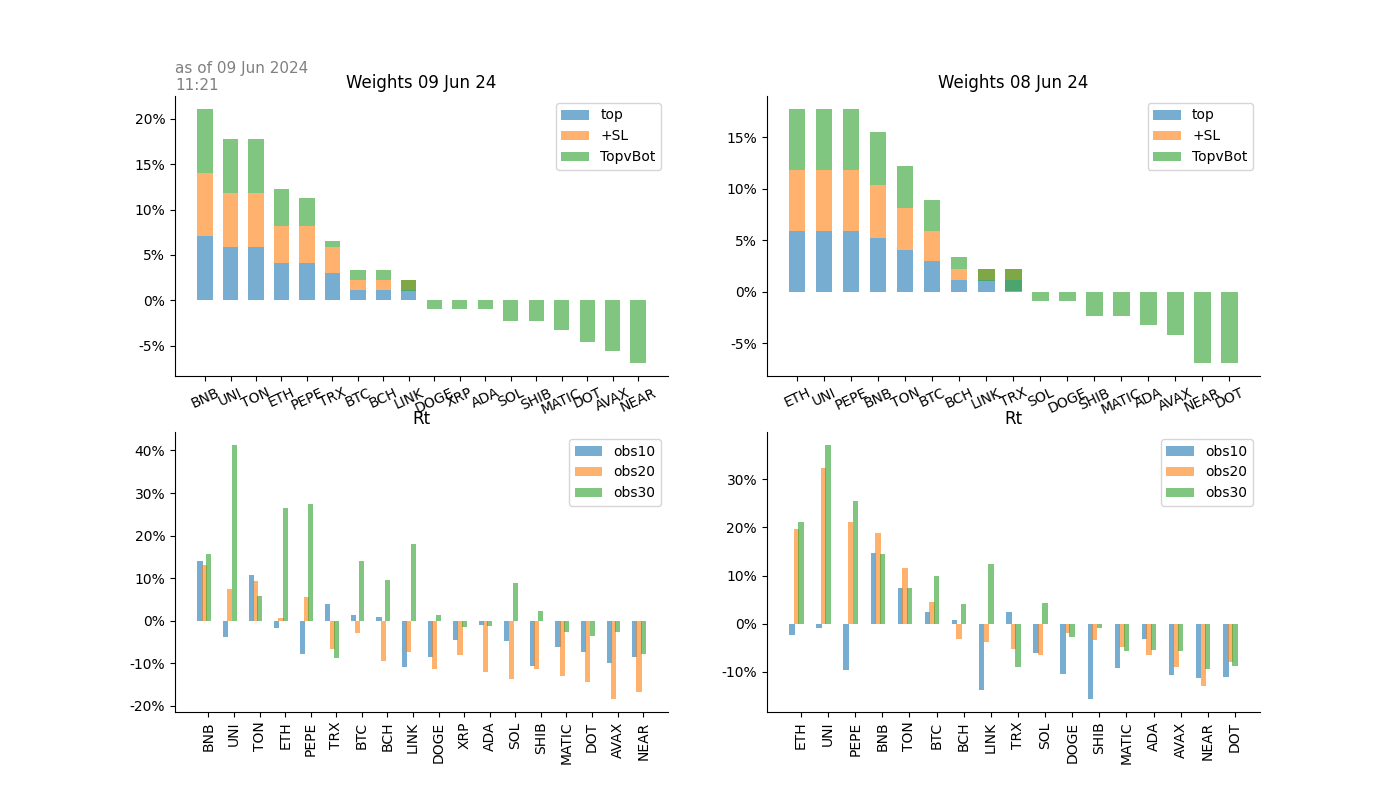 as of 09 Jun 2024
11:21
Weights 09 Jun 24
20%
15%
10%
5%
0%
-5%
top
+SL
TopvBot
BNB UNI TON ETH PEPE TRX BTC BCH LINK DOGE XRP ADA SOL SHIB MATIC DOT AVAX NEAR
Weights 08 Jun 24
15%
10%
5%
0%
-5%
top
+SL
TopvBot
ETH UNI PEPE BNB TON BTC BCH LINK TRX SOL DOGE SHIB MATIC ADA AVAX NEAR DOT
Rt
40%
30%
20%
10%
0%
-10%
-20%
obs10
obs20
obs30
BNB UNI TON ETH PEPE TRX BTC BCH LINK DOGE XRP ADA SOL SHIB MATIC DOT AVAX NEAR
Rt
30%
20%
10%
0%
-10%
obs10
obs20
obs30
ETH UNI PEPE BNB TON BTC BCH LINK TRX SOL DOGE SHIB MATIC ADA AVAX NEAR DOT